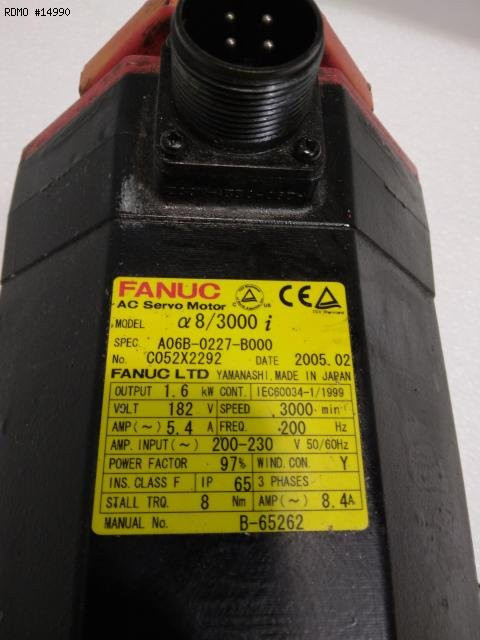 RDMO #14990
FANUC
AC Servo Motor
MODEL α8/3000 i
SPEC. A06B-0227-B000
No. C052X2292 DATE 2005.02
FANUC LTD YAMANASHI, MADE IN JAPAN
OUTPUT 1.6 kW CONT. IEC60034-1/1999
VOLT 182 V SPEED 3000 min⁻¹
AMP(~) 5.4 A FREQ. 200 Hz
AMP. INPUT(~) 200-230 V 50/60Hz
POWER FACTOR 97% WIND. CON. Y
INS. CLASS F IP 65 3 PHASES
STALL TRQ. 8 Nm AMP(~) 8.4A
MANUAL No. B-65262